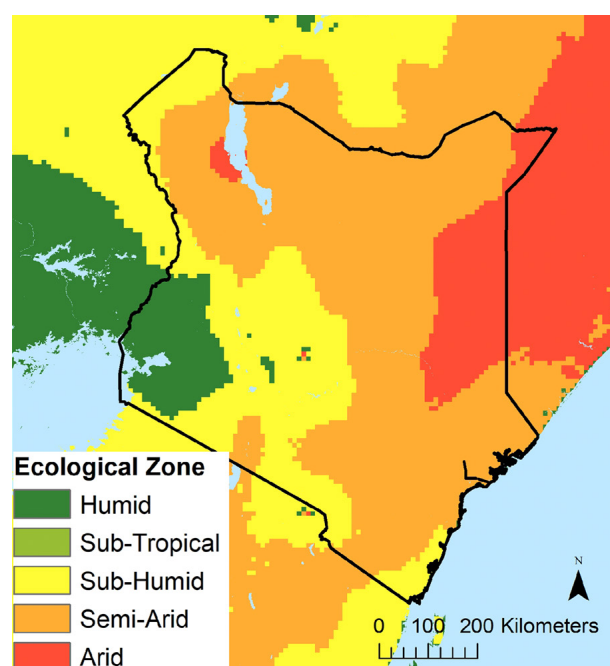 Ecological Zone
Humid
Sub-Tropical
Sub-Humid
Semi-Arid
Arid
N
0 100 200 Kilometers